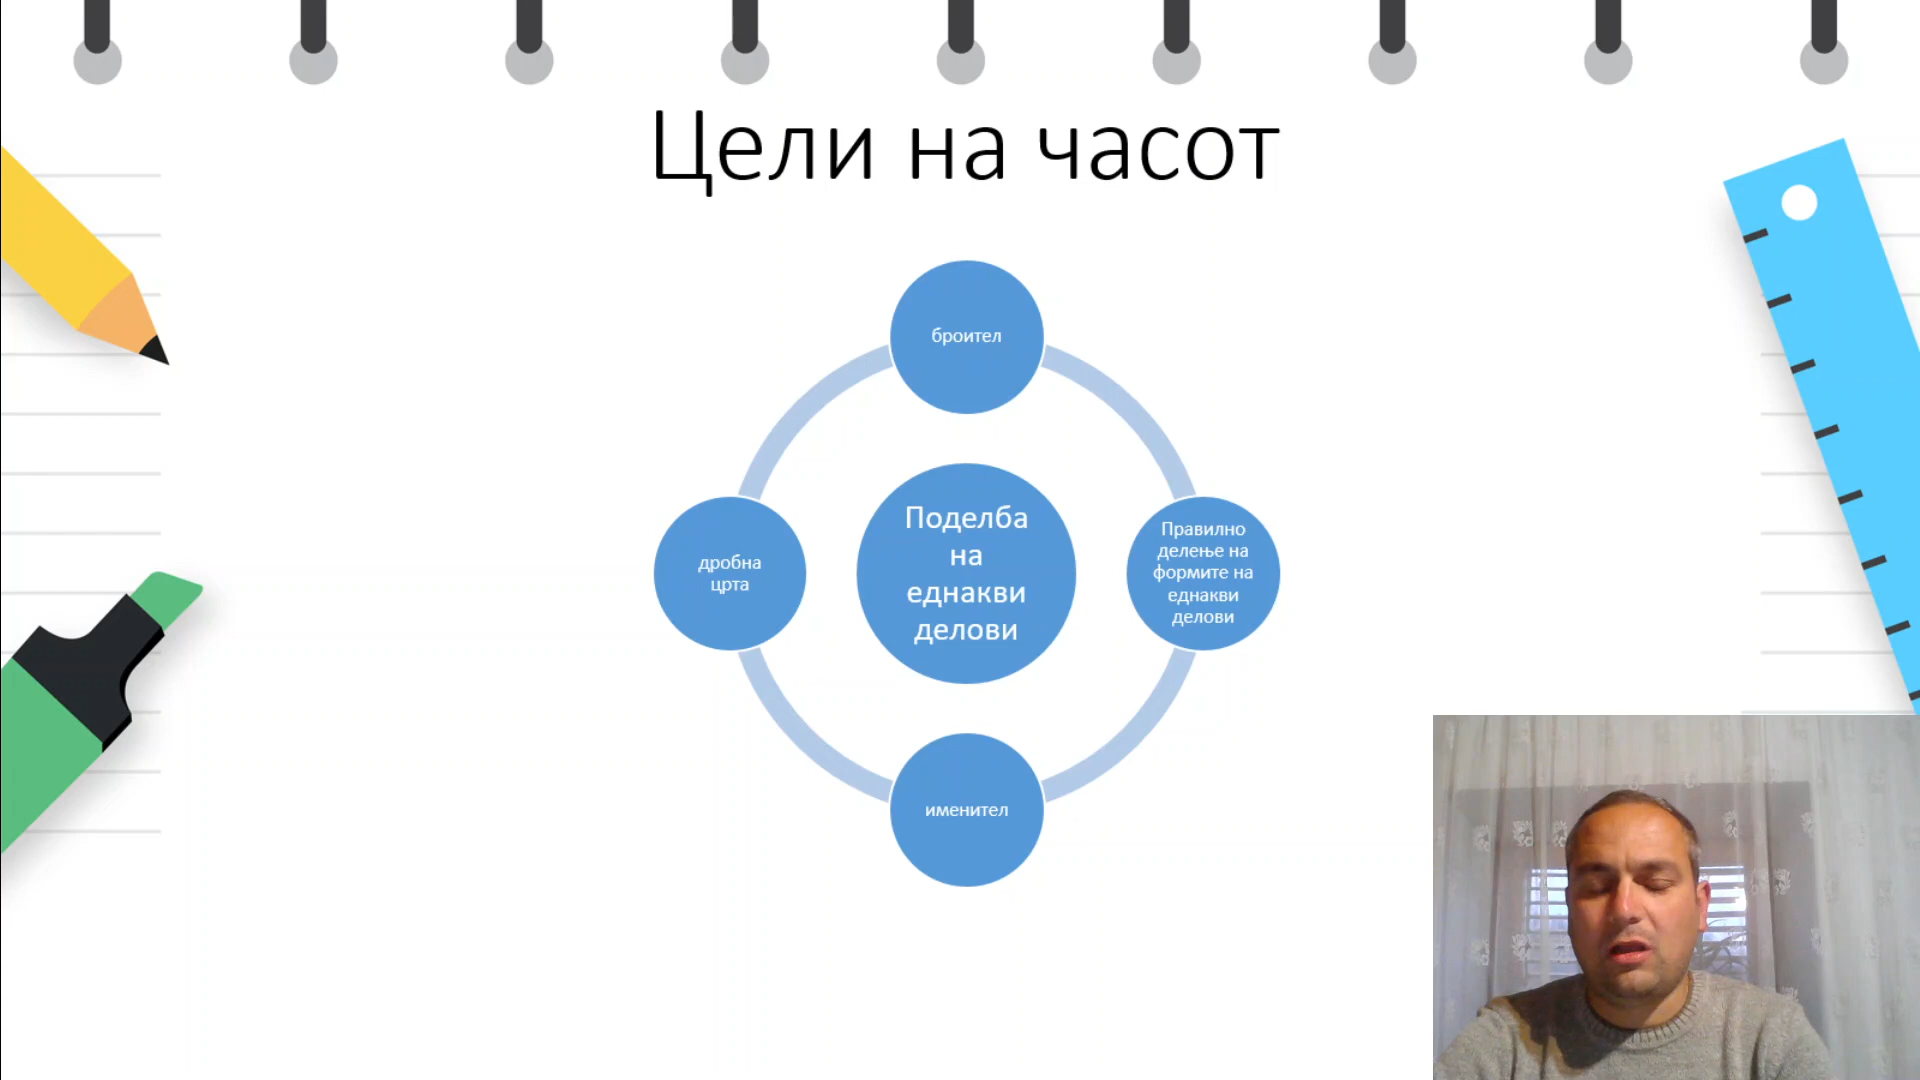 Цели на часот
броител
Поделба
на
еднакви
делови
Правилно
делење на
формите на
еднакви
делови
дробна
црта
именител